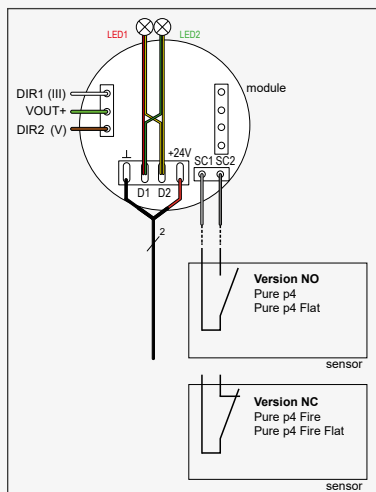 LED1 LED2
DIR1 (III)
VOUT+
DIR2 (V)
module
⊥ +24V
SC1 SC2
D1 D2
2
Version NO
Pure p4
Pure p4 Flat
sensor
Version NC
Pure p4 Fire
Pure p4 Fire Flat
sensor